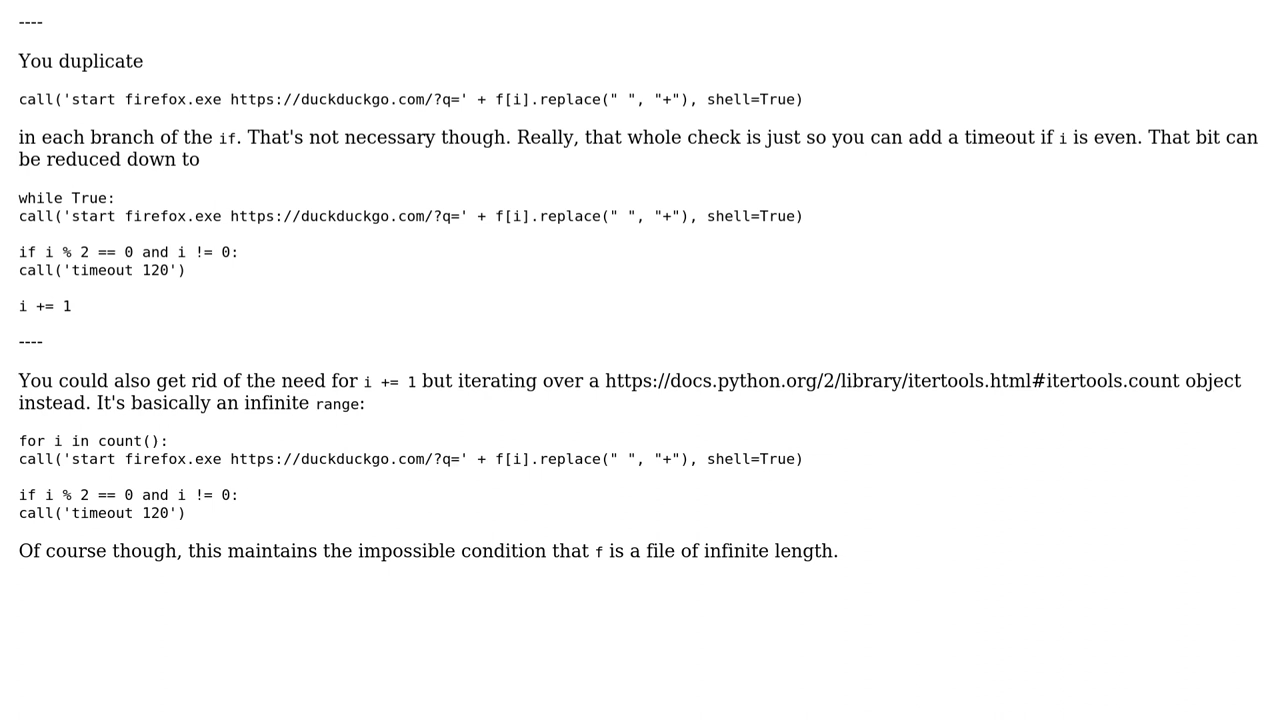 ----
You duplicate
call('start firefox.exe https://duckduckgo.com/?q=' + f[i].replace(" ", "+"), shell=True)
in each branch of the if. That's not necessary though. Really, that whole check is just so you can add a timeout if i is even. That bit can
be reduced down to
while True:
call('start firefox.exe https://duckduckgo.com/?q=' + f[i].replace(" ", "+"), shell=True)
if i % 2 == 0 and i != 0:
call('timeout 120')
i += 1
----
You could also get rid of the need for i += 1 but iterating over a https://docs.python.org/2/library/itertools.html#itertools.count object
instead. It's basically an infinite range:
for i in count():
call('start firefox.exe https://duckduckgo.com/?q=' + f[i].replace(" ", "+"), shell=True)
if i % 2 == 0 and i != 0:
call('timeout 120')
Of course though, this maintains the impossible condition that f is a file of infinite length.